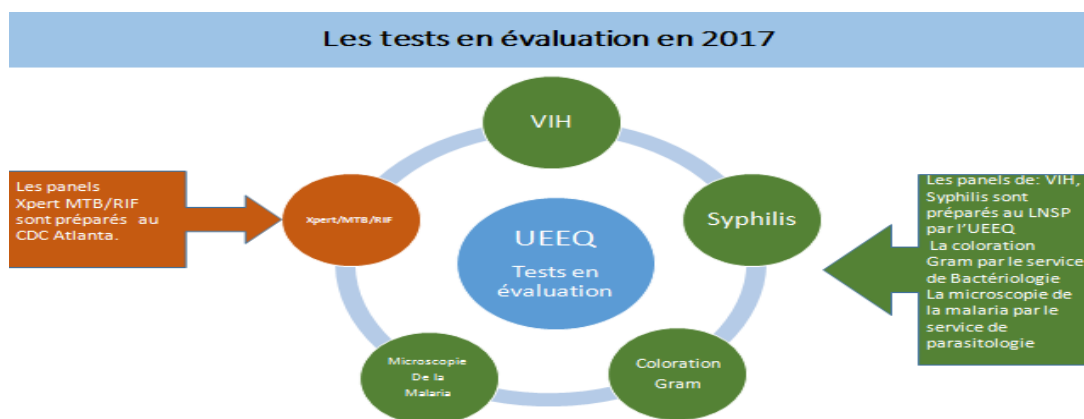 Les tests en évaluation en 2017
VIH
Les panels
Xpert MTB/RIF
sont préparés au
CDC Atlanta.
Xpert/MTB/RIF
Syphilis
UEEQ
Tests en
évaluation
Les panels de: VIH,
Syphilis sont
préparés au LNSP
par l'UEEQ
La coloration
Gram par le service
de Bactériologie
La microscopie de
la malaria par le
service de
parasitologie
Microscopie
De la
Malaria
Coloration
Gram